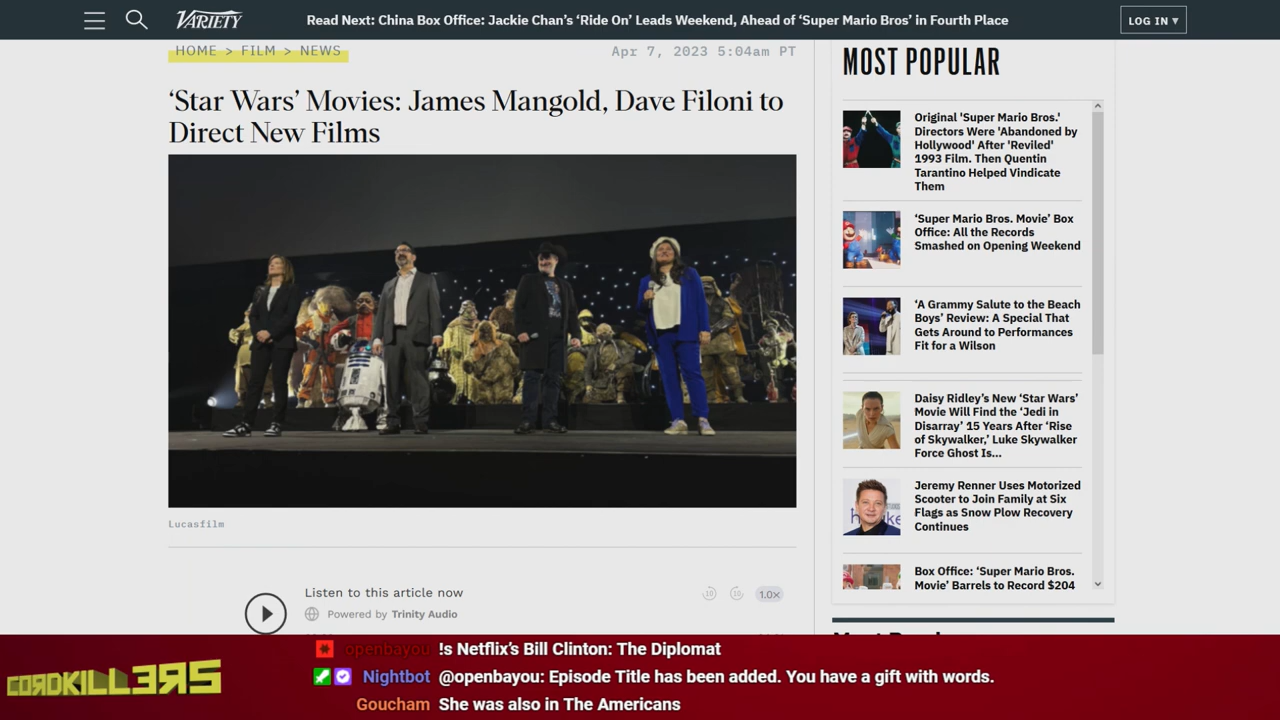 VARIETY
Read Next: China Box Office: Jackie Chan’s ‘Ride On’ Leads Weekend, Ahead of ‘Super Mario Bros’ in Fourth Place
LOG IN ▾
HOME > FILM > NEWS
Apr 7, 2023 5:04am PT
‘Star Wars’ Movies: James Mangold, Dave Filoni to
Direct New Films
Lucasfilm
Listen to this article now
Powered by Trinity Audio
10
10
1.0×
MOST POPULAR
Original 'Super Mario Bros.'
Directors Were 'Abandoned by
Hollywood' After 'Reviled'
1993 Film. Then Quentin
Tarantino Helped Vindicate
Them
‘Super Mario Bros. Movie’ Box
Office: All the Records
Smashed on Opening Weekend
‘A Grammy Salute to the Beach
Boys’ Review: A Special That
Gets Around to Performances
Fit for a Wilson
Daisy Ridley’s New ‘Star Wars’
Movie Will Find the ‘Jedi in
Disarray’ 15 Years After ‘Rise
of Skywalker,’ Luke Skywalker
Force Ghost Is...
Jeremy Renner Uses Motorized
Scooter to Join Family at Six
Flags as Snow Plow Recovery
Continues
Box Office: ‘Super Mario Bros.
Movie’ Barrels to Record $204
CORDKILLERS
openbayou !s Netflix’s Bill Clinton: The Diplomat
Nightbot @openbayou: Episode Title has been added. You have a gift with words.
Goucham She was also in The Americans